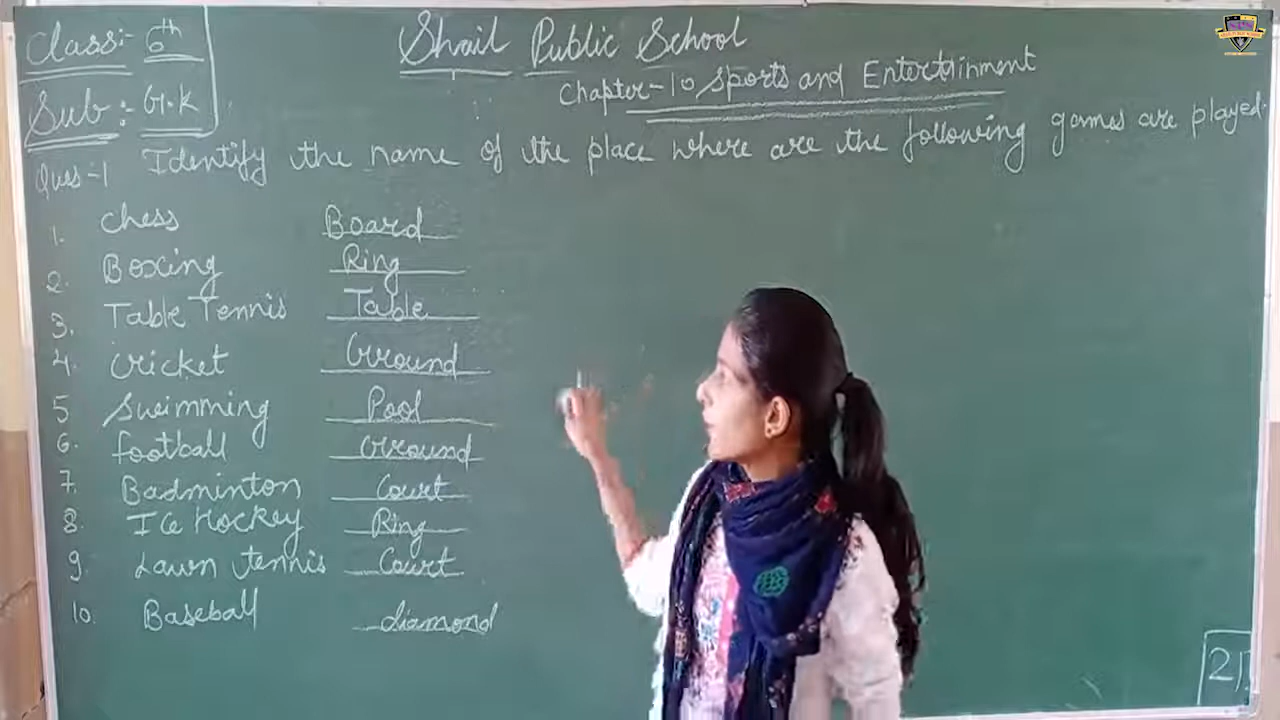 Class:- 6th
Sub:- G.K
Shail Public School
Chapter-10 Sports and Entertainment
Ques-1 Identify the name of the place where are the following games are played.
1. Chess Board
2. Boxing Ring
3. Table Tennis Table
4. Cricket Ground
5 Swimming Pool
6. football Ground
7. Badminton Court
8. Ice Hockey Ring
9. Lawn tennis Court
10. Baseball diamond